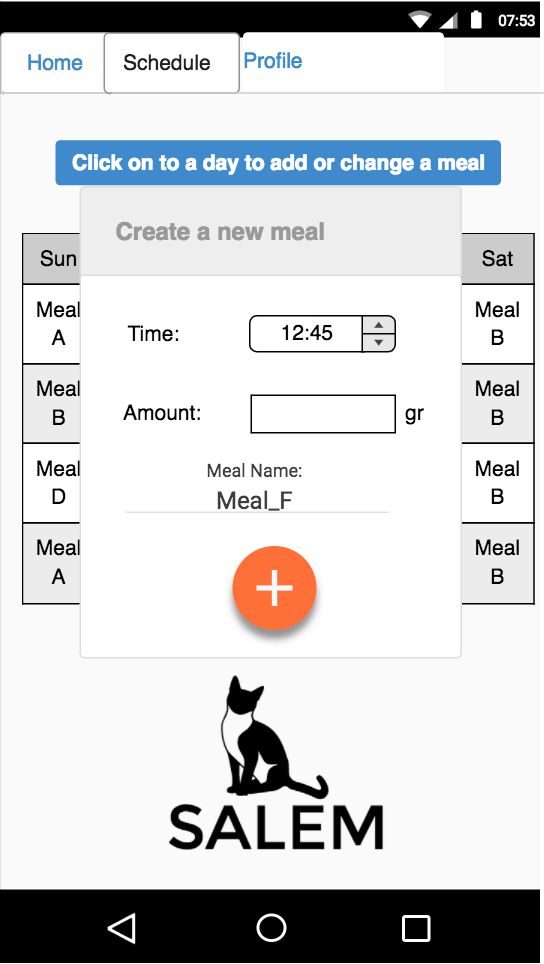 07:53
Home Schedule Profile
Click on to a day to add or change a meal
Create a new meal
Sun Sat
Time: 12:45
Amount: gr
Meal Name:
Meal_F
Meal
A
Meal
B
Meal
D
Meal
A
Meal
B
Meal
B
Meal
B
Meal
B
SALEM